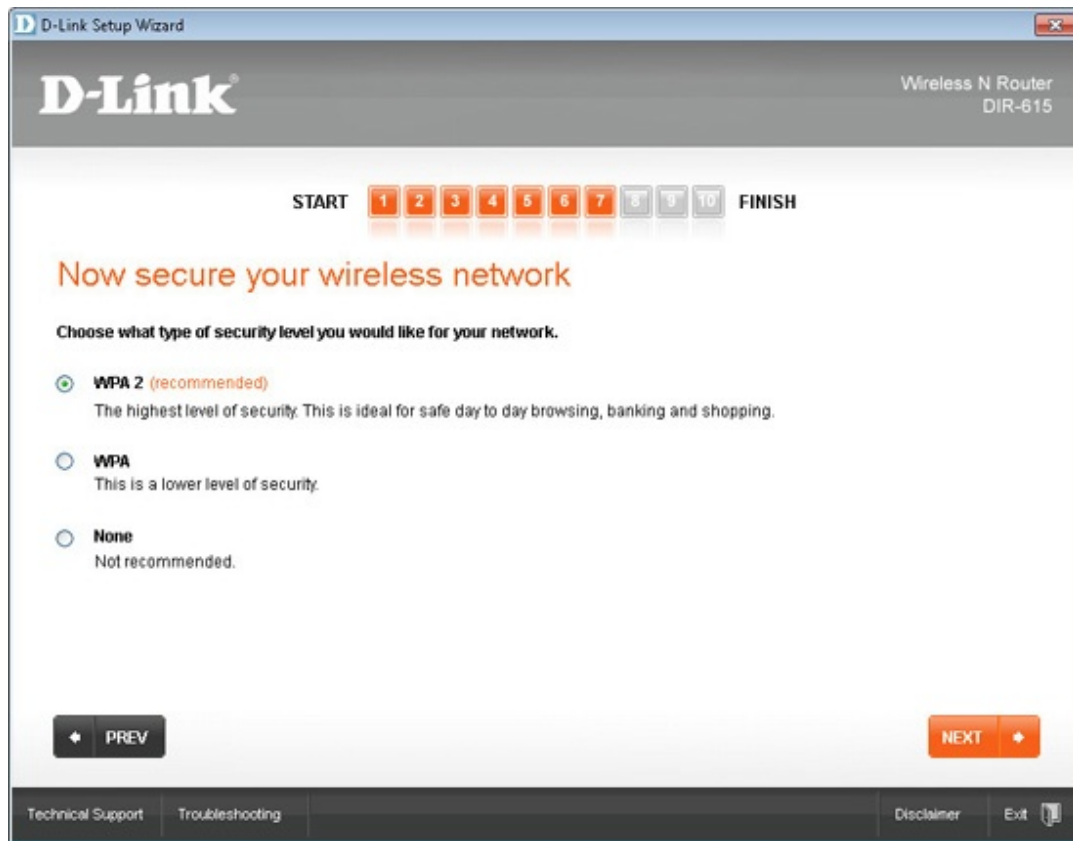 D-Link Setup Wizard
D-Link®
Wireless N Router
DIR-615
START 1 2 3 4 5 6 7 8 9 10 FINISH
Now secure your wireless network
Choose what type of security level you would like for your network.
WPA 2 (recommended)
The highest level of security. This is ideal for safe day to day browsing, banking and shopping.
WPA
This is a lower level of security.
None
Not recommended.
PREV
NEXT
Technical Support
Troubleshooting
Disclaimer
Exit